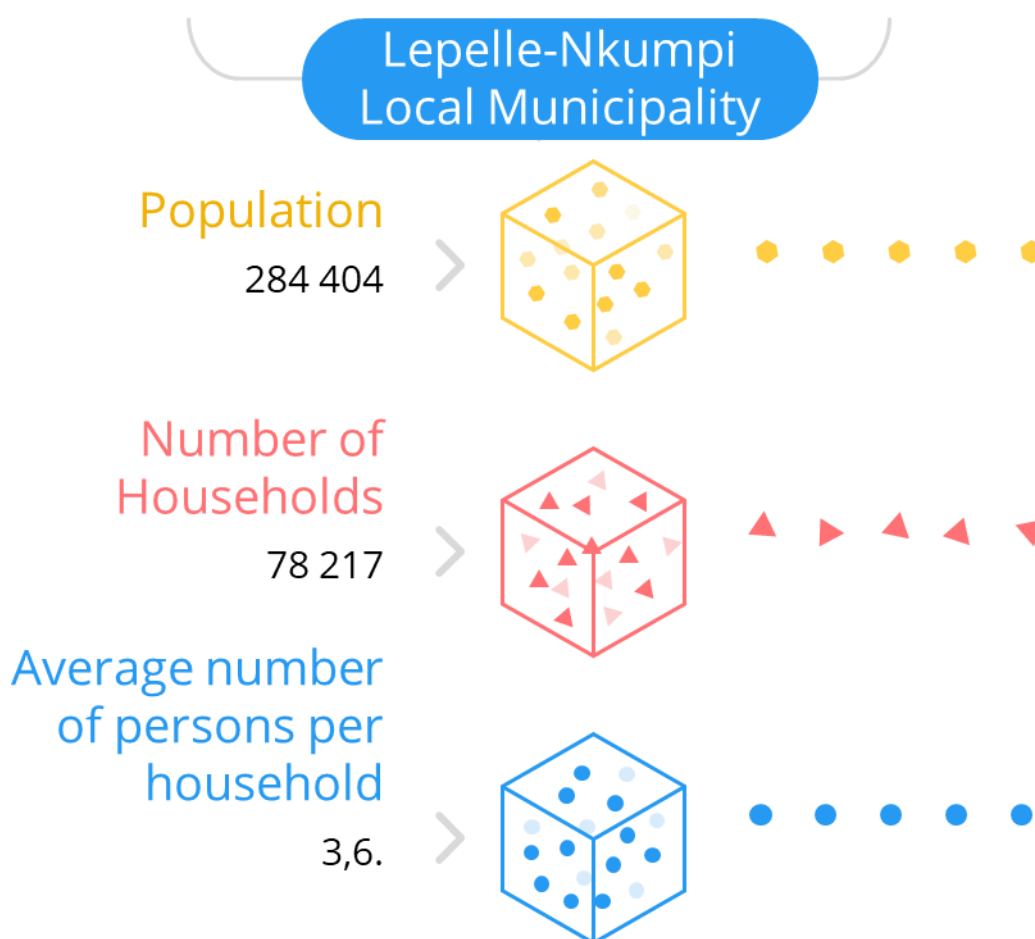 Lepelle-Nkumpi
Local Municipality
Population
284 404
Number of
Households
78 217
Average number
of persons per
household
3,6.